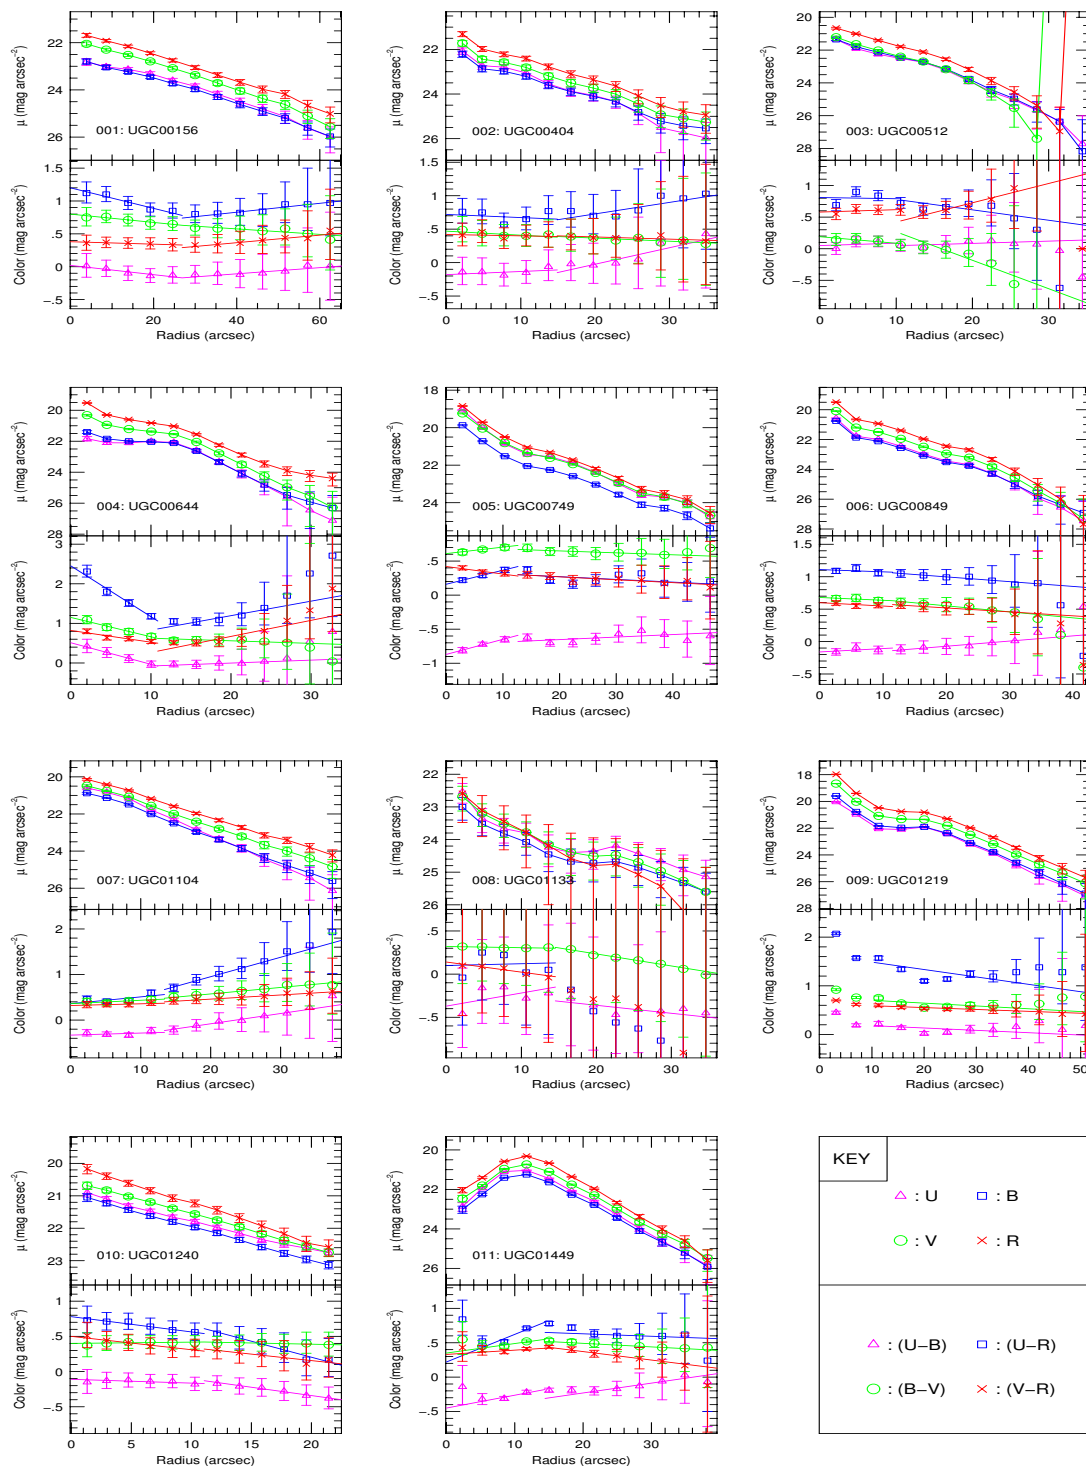 μ (mag arcsec⁻²)
22
24
26
001: UGC00156
Color (mag arcsec⁻²)
1.5
1
.5
0
−.5
0 20 40 60
Radius (arcsec)
μ (mag arcsec⁻²)
22
24
26
002: UGC00404
Color (mag arcsec⁻²)
1.5
1
.5
0
−.5
0 10 20 30
Radius (arcsec)
μ (mag arcsec⁻²)
20
22
24
26
28
003: UGC00512
Color (mag arcsec⁻²)
1
.5
0
−.5
0 10 20 30
Radius (arcsec)
μ (mag arcsec⁻²)
20
22
24
26
28
004: UGC00644
Color (mag arcsec⁻²)
3
2
1
0
0 10 20 30
Radius (arcsec)
μ (mag arcsec⁻²)
18
20
22
24
005: UGC00749
Color (mag arcsec⁻²)
.5
0
−.5
−1
0 10 20 30 40
Radius (arcsec)
μ (mag arcsec⁻²)
20
22
24
26
28
006: UGC00849
Color (mag arcsec⁻²)
1.5
1
.5
0
−.5
0 10 20 30 40
Radius (arcsec)
μ (mag arcsec⁻²)
20
22
24
26
007: UGC01104
Color (mag arcsec⁻²)
2
1
0
0 10 20 30
Radius (arcsec)
μ (mag arcsec⁻²)
22
23
24
25
26
008: UGC01133
Color (mag arcsec⁻²)
.5
0
−.5
0 10 20 30
Radius (arcsec)
μ (mag arcsec⁻²)
18
20
22
24
26
28
009: UGC01219
Color (mag arcsec⁻²)
2
1
0
0 10 20 30 40 50
Radius (arcsec)
μ (mag arcsec⁻²)
20
21
22
23
010: UGC01240
Color (mag arcsec⁻²)
1
.5
0
−.5
0 5 10 15 20
Radius (arcsec)
μ (mag arcsec⁻²)
20
22
24
26
011: UGC01449
Color (mag arcsec⁻²)
1
.5
0
−.5
0 10 20 30
Radius (arcsec)
KEY
: U : B
: V : R
: (U−B) : (U−R)
: (B−V) : (V−R)